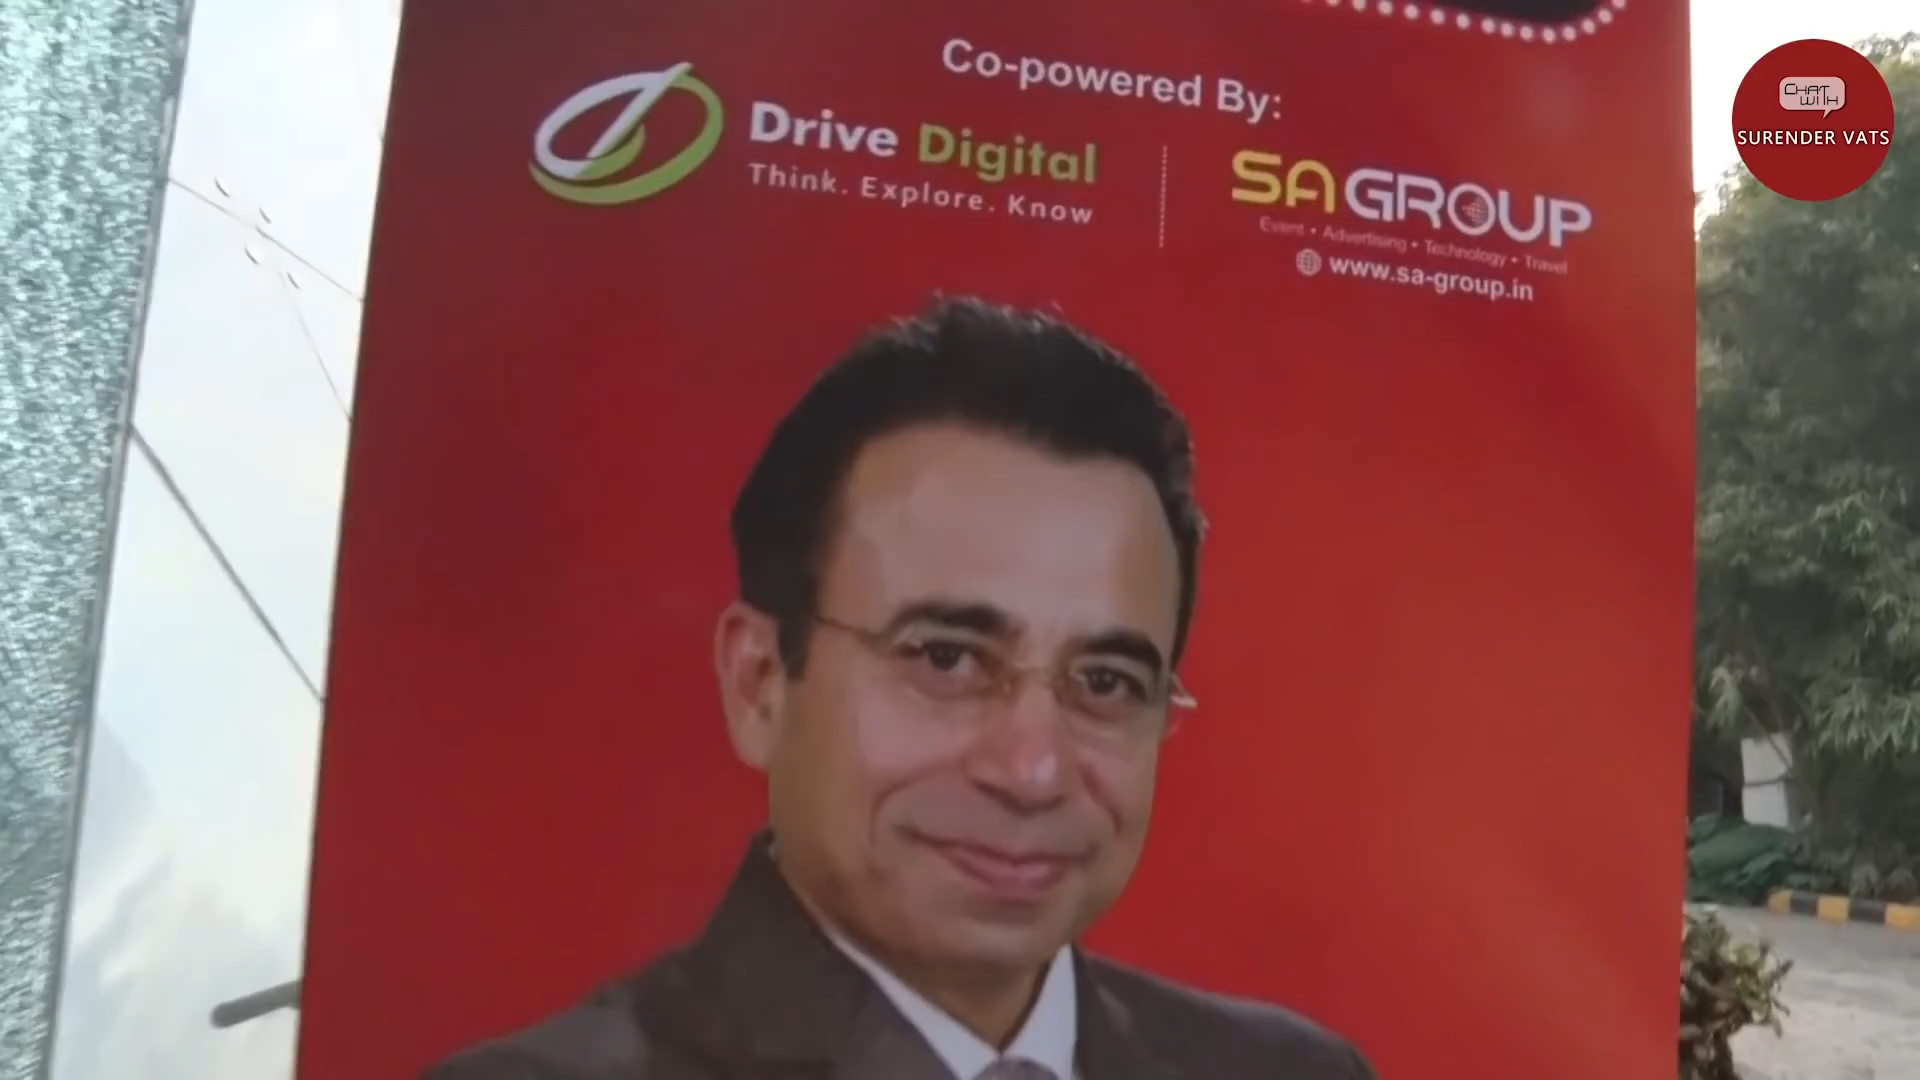 Co-powered By:
Drive Digital
Think. Explore. Know
SA GROUP
Event • Advertising • Technology • Travel
www.sa-group.in
CHAT WITH
SURENDER VATS